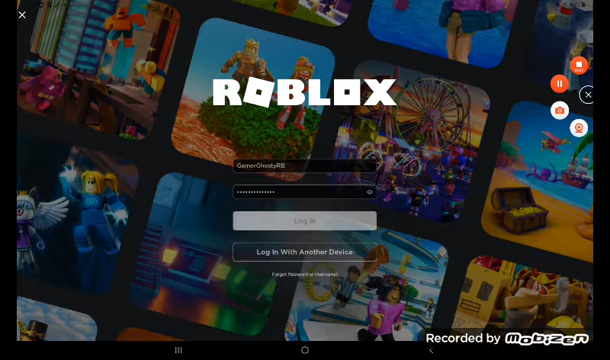 ROBLOX
GamerGhostyRB
Log In
Log In With Another Device
Forgot Password or Username?
Recorded by mobizen